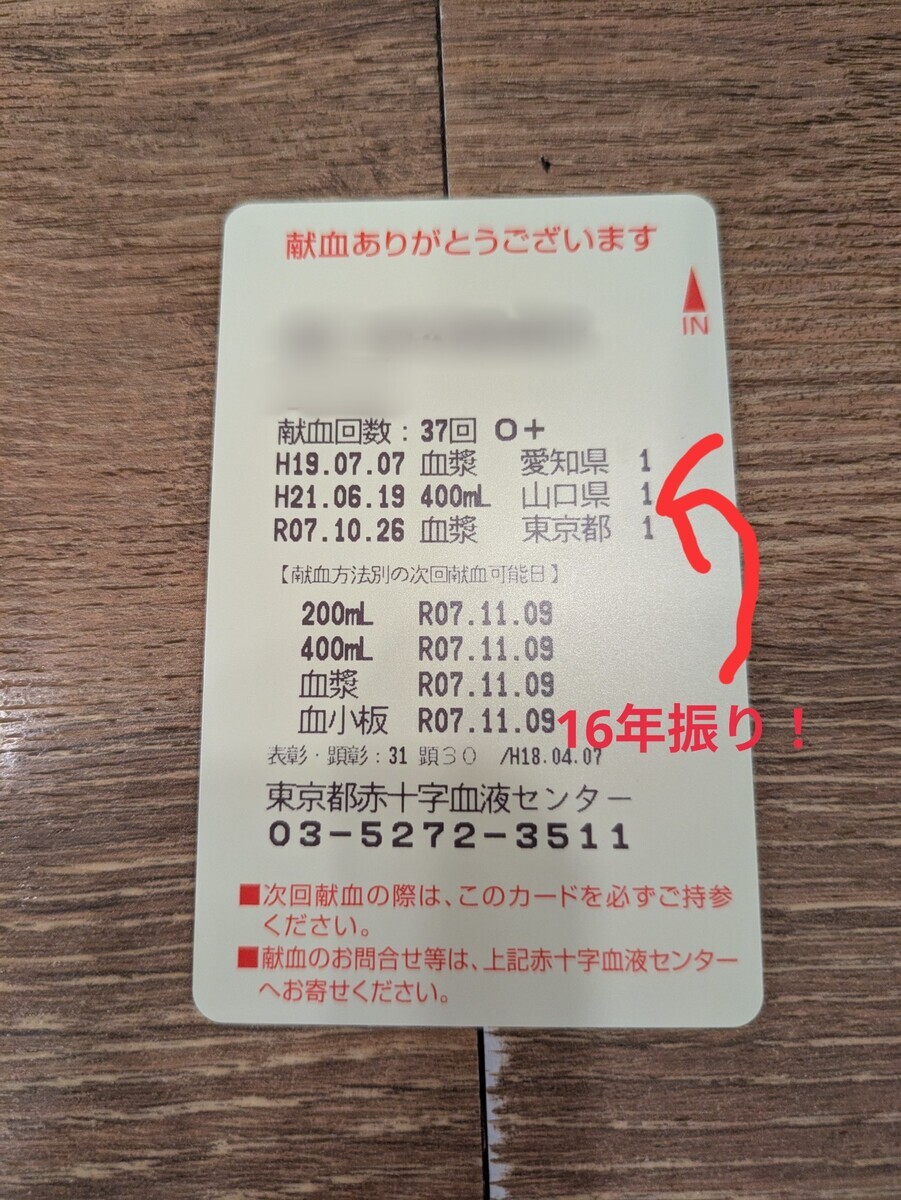 献血ありがとうございます
IN
献血回数：37回 O+
H19.07.07 血漿 愛知県 1
H21.06.19 400mL 山口県 1
R07.10.26 血漿 東京都 1
【献血方法別の次回献血可能日】
200mL R07.11.09
400mL R07.11.09
血漿 R07.11.09
血小板 R07.11.09
16年振り！
表彰・顕彰：31 顕30 /H18.04.07
東京都赤十字血液センター
03-5272-3511
■次回献血の際は、このカードを必ずご持参
ください。
■献血のお問合せ等は、上記赤十字血液センター
へお寄せください。